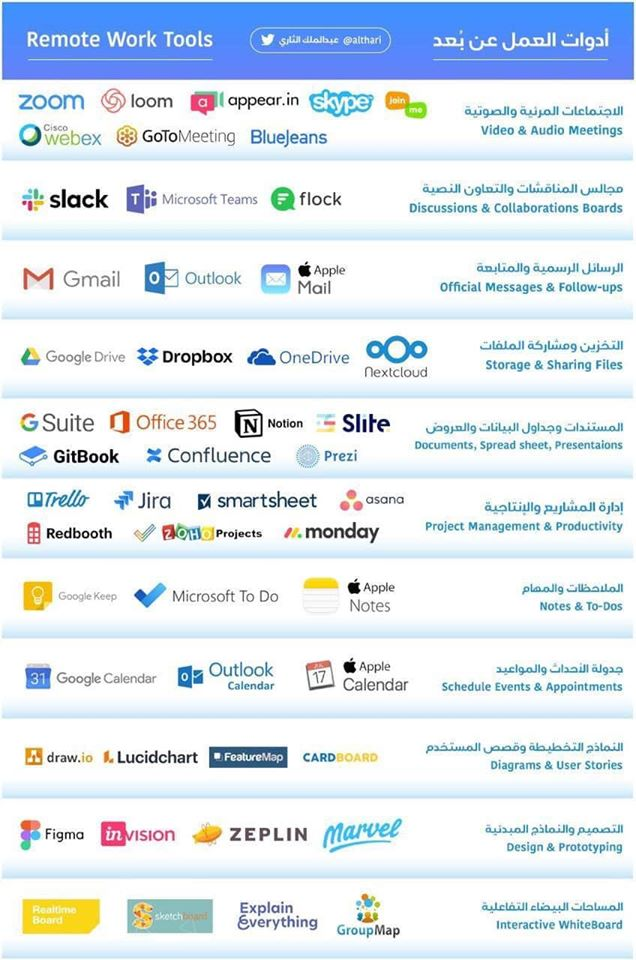 Remote Work Tools
عبدالملك الثاري @althari
أدوات العمل عن بُعد
zoom loom appear.in skype join me
Cisco webex GoToMeeting BlueJeans
الاجتماعات المرئية والصوتية
Video & Audio Meetings
slack Microsoft Teams flock
مجالس المناقشات والتعاون النصية
Discussions & Collaborations Boards
Gmail Outlook Apple Mail
الرسائل الرسمية والمتابعة
Official Messages & Follow-ups
Google Drive Dropbox OneDrive nextcloud
التخزين ومشاركة الملفات
Storage & Sharing Files
G Suite Office 365 Notion Slite
GitBook Confluence Prezi
المستندات وجداول البيانات والعروض
Documents, Spread sheet, Presentaions
Trello Jira smartsheet asana
Redbooth ZOHO Projects monday
إدارة المشاريع والإنتاجية
Project Management & Productivity
Google Keep Microsoft To Do Apple Notes
الملاحظات والمهام
Notes & To-Dos
31 Google Calendar Outlook Calendar JUL 17 Apple Calendar
جدولة الأحداث والمواعيد
Schedule Events & Appointments
draw.io Lucidchart FeatureMap CARDBOARD
النماذج التخطيطة وقصص المستخدم
Diagrams & User Stories
Figma inVISION ZEPLIN Marvel
التصميم والنماذج المبدئية
Design & Prototyping
Realtime Board sketchboard Explain Everything GroupMap
المساحات البيضاء التفاعلية
Interactive WhiteBoard